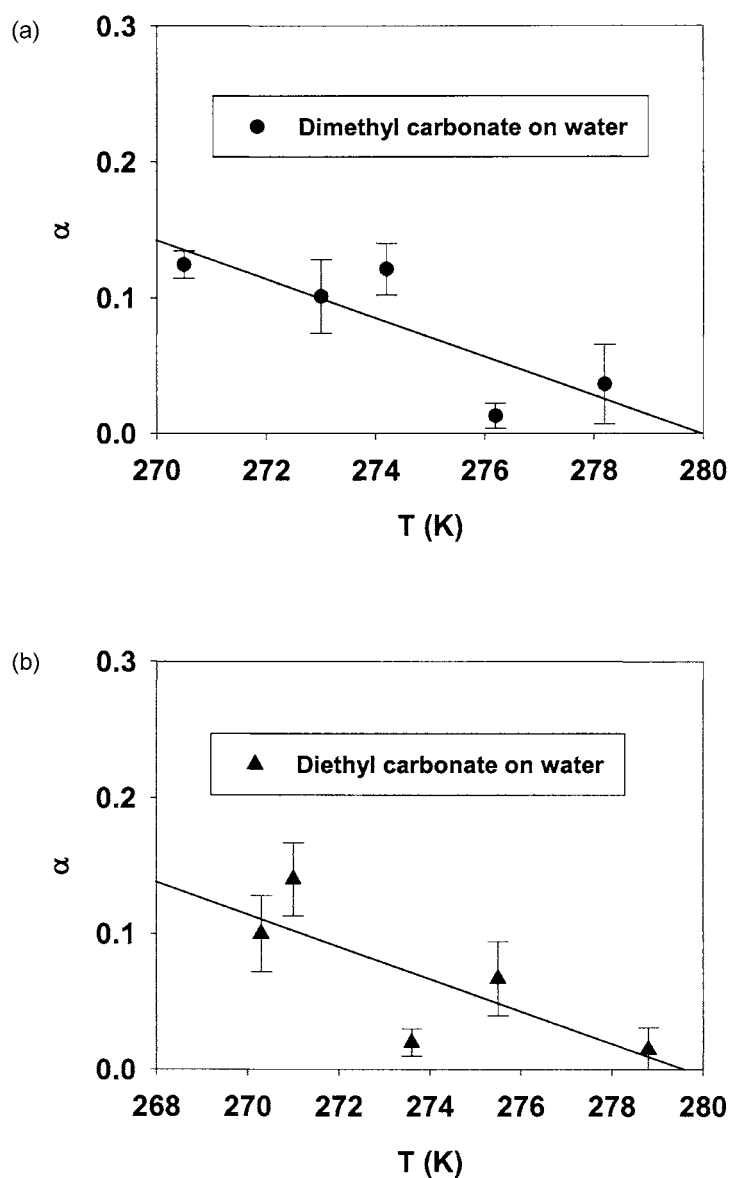 (a)
0.3
Dimethyl carbonate on water
0.2
α
0.1
0.0
270 272 274 276 278 280
T (K)
(b)
0.3
Diethyl carbonate on water
0.2
α
0.1
0.0
268 270 272 274 276 278 280
T (K)